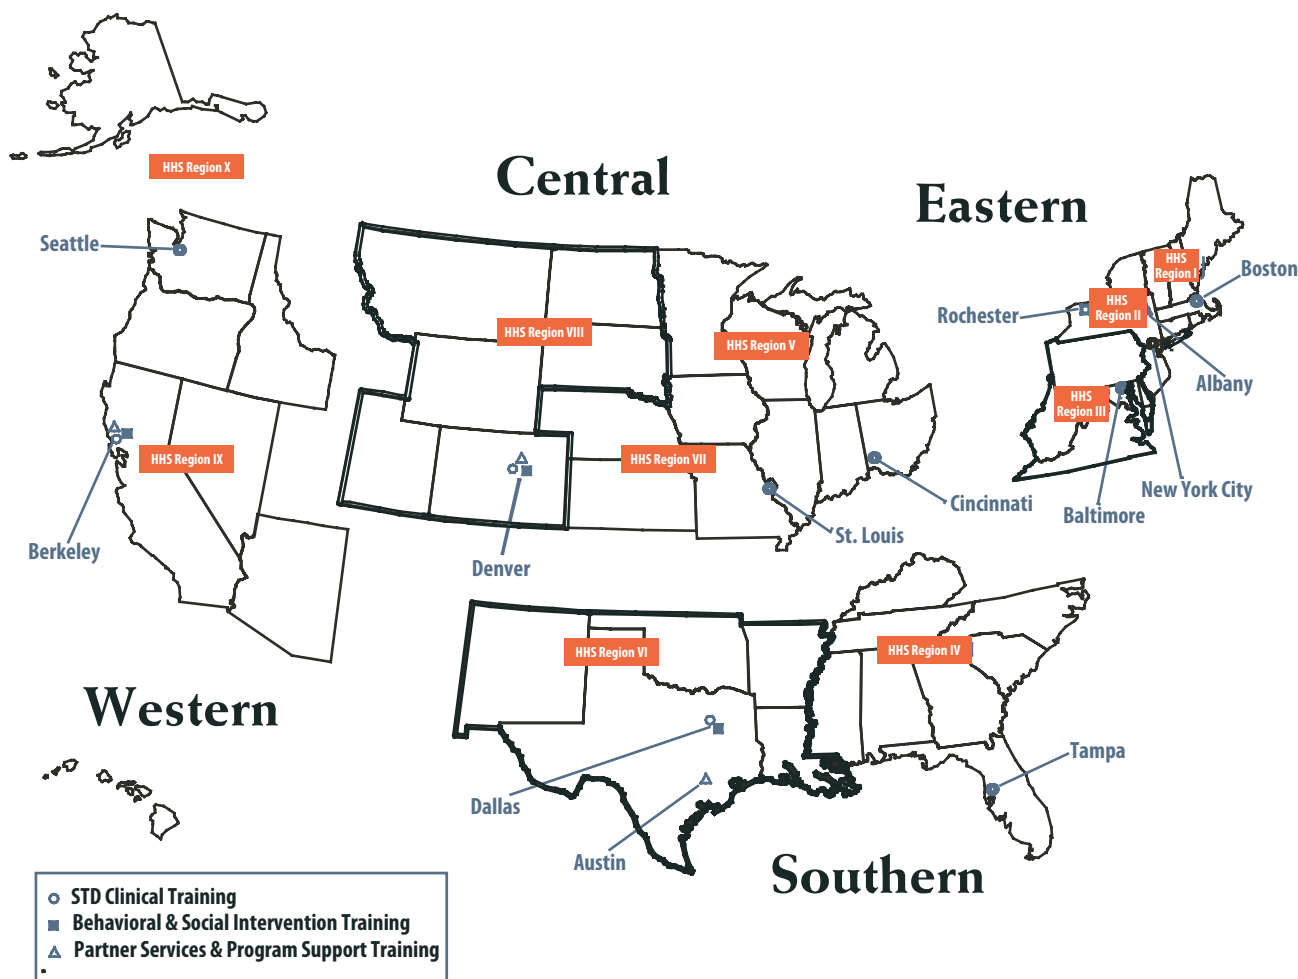 HHS Region X
Central
Eastern
Seattle
HHS
Region I
Boston
HHS
Region II
Rochester
HHS Region VIII
HHS Region V
Albany
HHS
Region III
HHS Region IX
HHS Region VII
New York City
Cincinnati
Baltimore
St. Louis
Berkeley
Denver
HHS Region VI
HHS Region IV
Western
Tampa
Dallas
Austin
Southern
STD Clinical Training
Behavioral & Social Intervention Training
Partner Services & Program Support Training